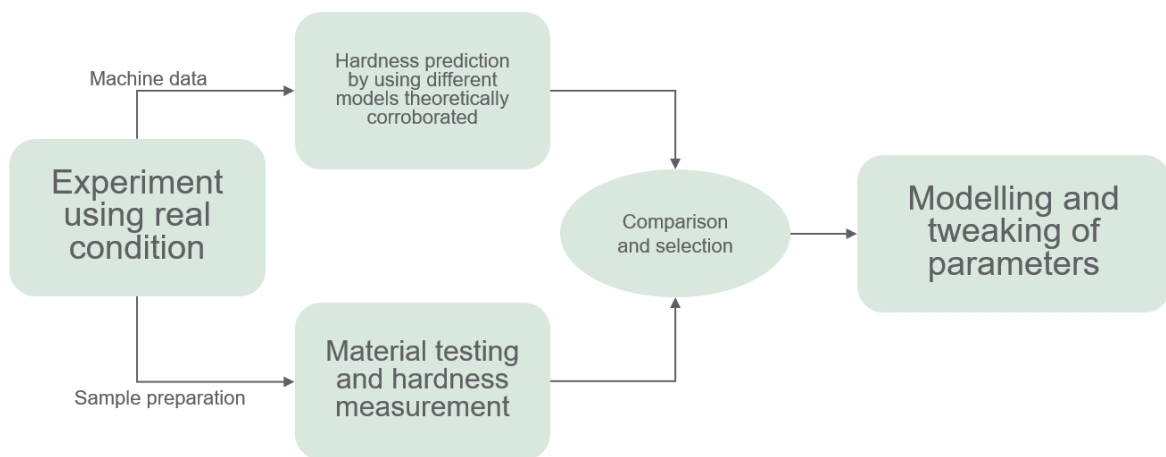 Machine data
Hardness prediction
by using different
models theoretically
corroborated
Experiment
using real
condition
Comparison
and selection
Modelling and
tweaking of
parameters
Sample preparation
Material testing
and hardness
measurement